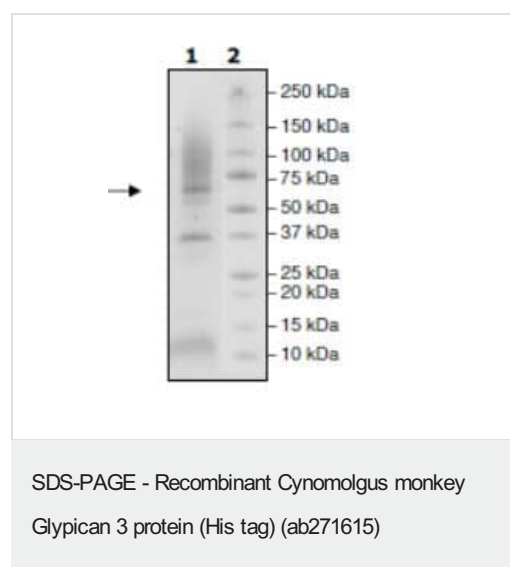 1 2
250 kDa
150 kDa
100 kDa
75 kDa
50 kDa
37 kDa
25 kDa
20 kDa
15 kDa
10 kDa
SDS-PAGE - Recombinant Cynomolgus monkey
Glypican 3 protein (His tag) (ab271615)